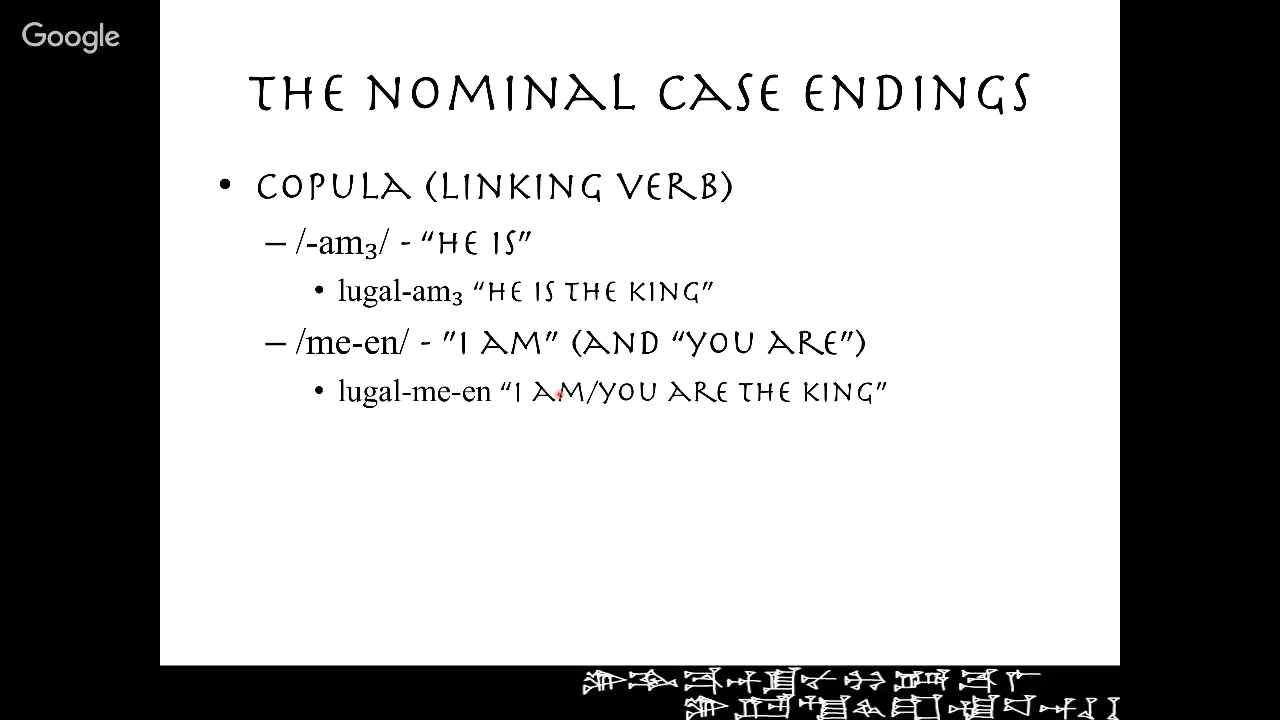 Google
THE NOMINAL CASE ENDINGS
• COPULA (LINKING VERB)
– /-am₃/ - “HE IS”
• lugal-am₃ “HE IS THE KING”
– /me-en/ - ”I AM” (AND “YOU ARE”)
• lugal-me-en “I AM/YOU ARE THE KING”